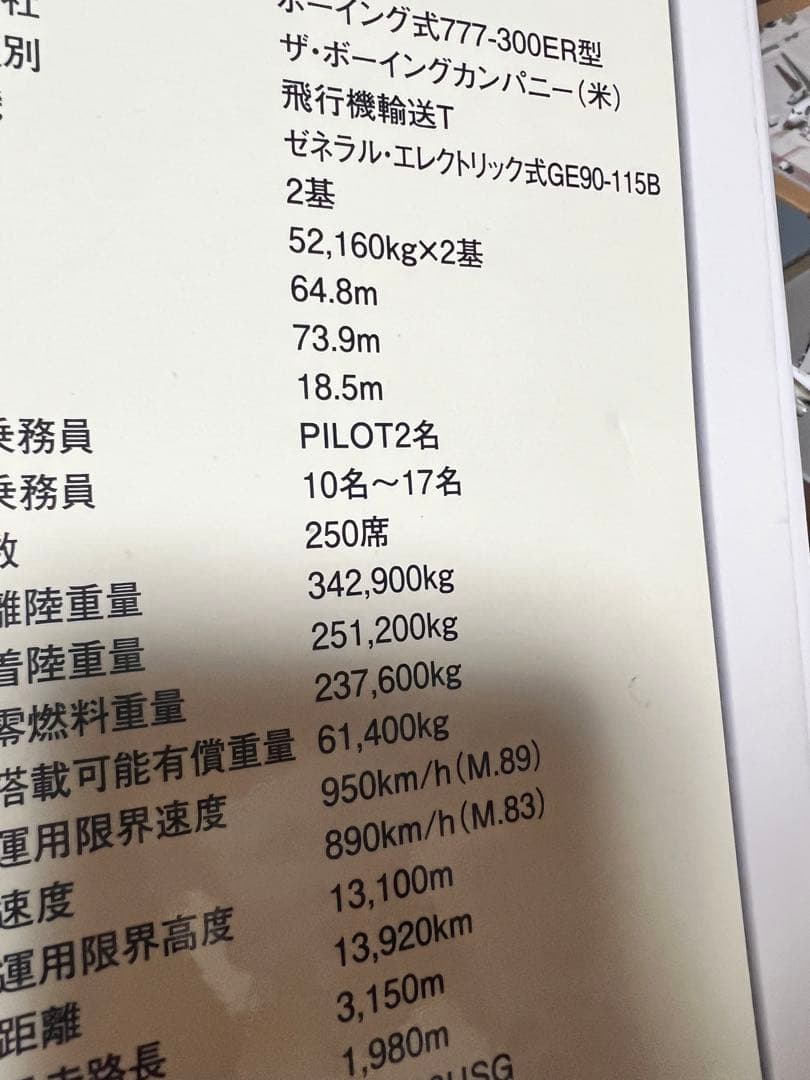 社 ボーイング式777-300ER型
別 ザ・ボーイングカンパニー（米）
飛行機輸送T
ゼネラル・エレクトリック式GE90-115B
2基
52,160kg×2基
64.8m
73.9m
18.5m
乗務員 PILOT2名
乗務員 10名～17名
数 250席
離陸重量 342,900kg
着陸重量 251,200kg
零燃料重量 237,600kg
搭載可能有償重量 61,400kg
運用限界速度 950km/h（M.89）
速度 890km/h（M.83）
運用限界高度 13,100m
距離 13,920km
走路長 3,150m
1,980m
USG